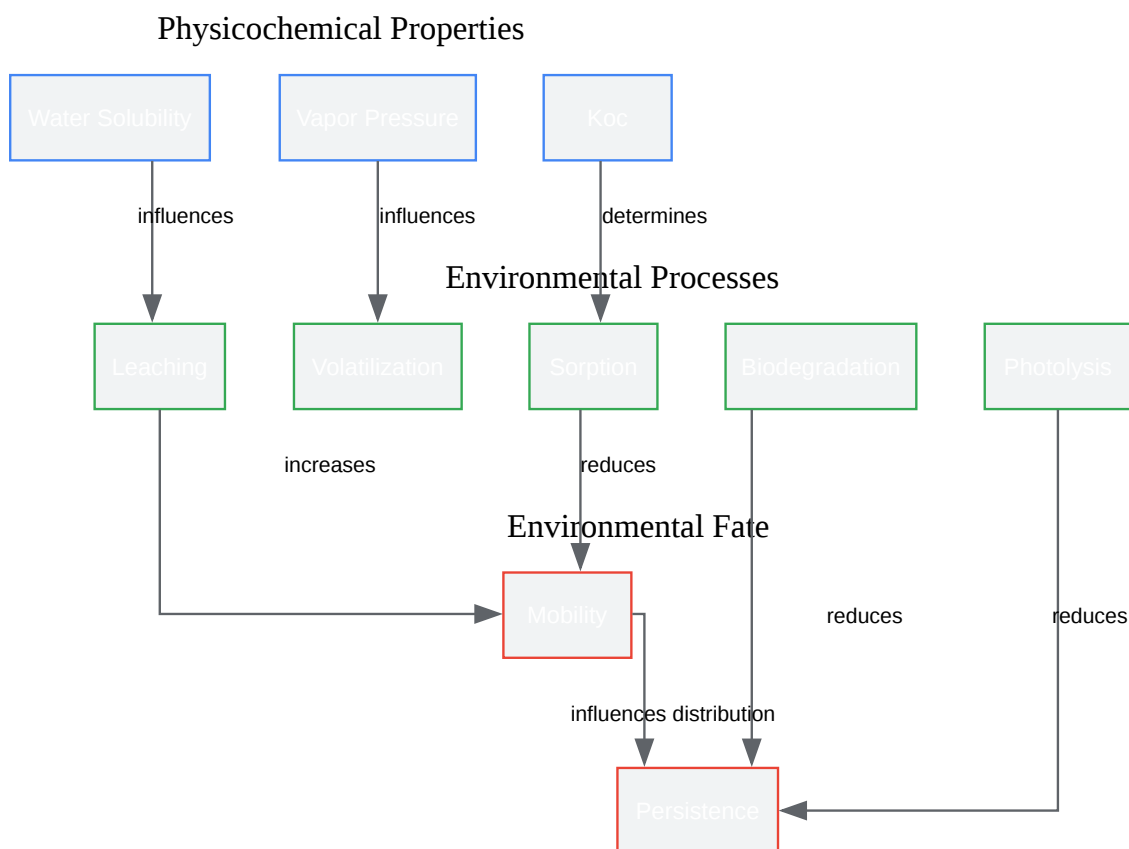 Physicochemical Properties
Water Solubility
Vapor Pressure
Koc
influences
influences
determines
Environmental Processes
Leaching
Volatilization
Sorption
Biodegradation
Photolysis
increases
reduces
Environmental Fate
Mobility
reduces
reduces
influences distribution
Persistence